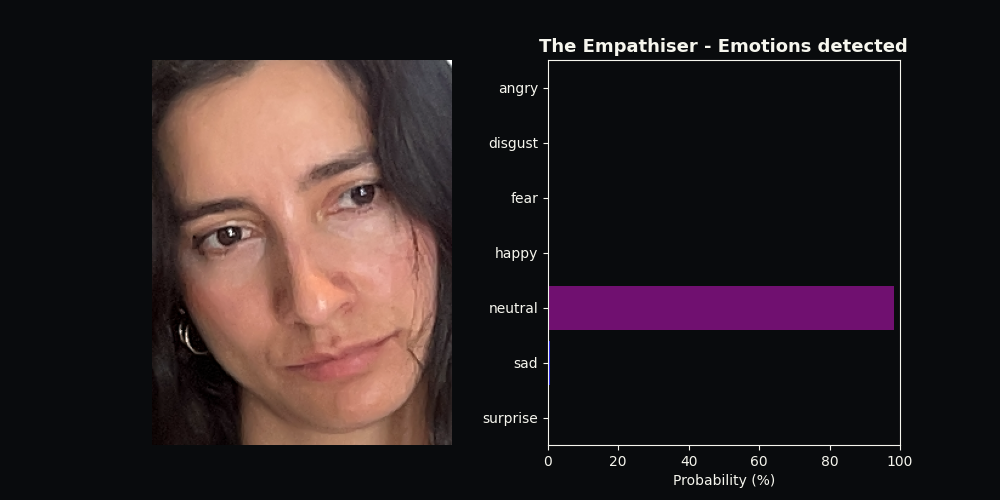 The Empathiser - Emotions detected
angry
disgust
fear
happy
neutral
sad
surprise
0 20 40 60 80 100
Probability (%)